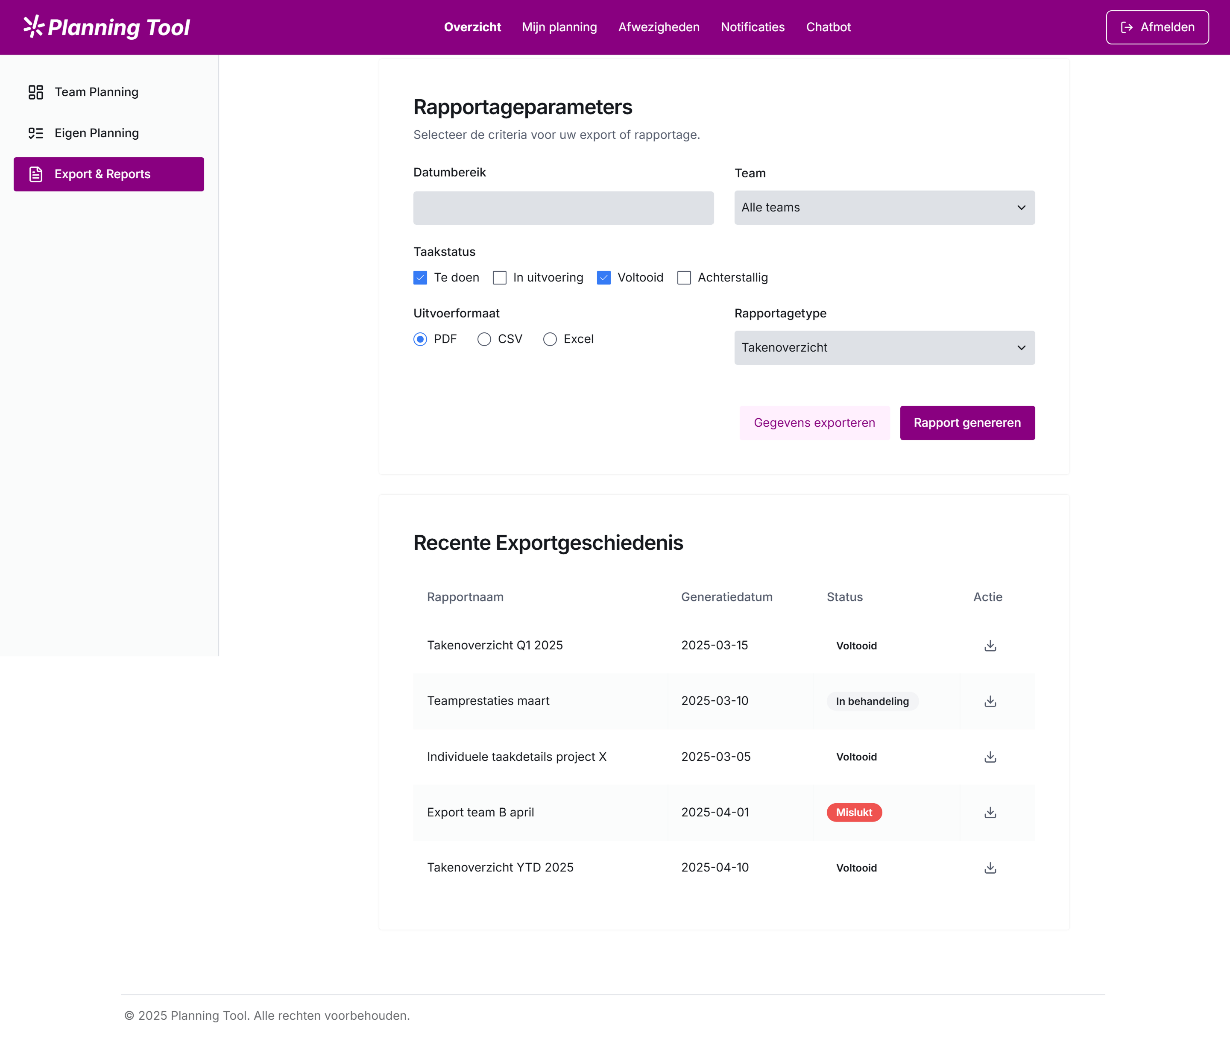 Planning Tool
Overzicht Mijn planning Afwezigheden Notificaties Chatbot
Afmelden
Team Planning
Eigen Planning
Export & Reports
Rapportageparameters
Selecteer de criteria voor uw export of rapportage.
Datumbereik Team
Alle teams
Taakstatus
Te doen In uitvoering Voltooid Achterstallig
Uitvoerformaat Rapportagetype
PDF CSV Excel
Takenoverzicht
Gegevens exporteren Rapport genereren
Recente Exportgeschiedenis
Rapportnaam Generatiedatum Status Actie
Takenoverzicht Q1 2025 2025-03-15 Voltooid
Teamprestaties maart 2025-03-10 In behandeling
Individuele taakdetails project X 2025-03-05 Voltooid
Export team B april 2025-04-01 Mislukt
Takenoverzicht YTD 2025 2025-04-10 Voltooid
© 2025 Planning Tool. Alle rechten voorbehouden.